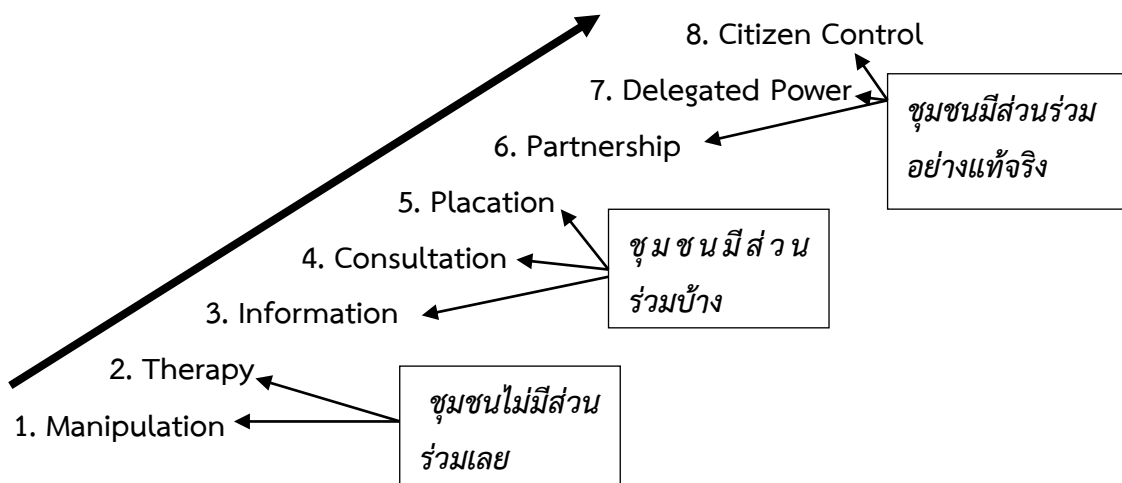 8. Citizen Control
7. Delegated Power
ชุมชนมีส่วนร่วม
อย่างแท้จริง
6. Partnership
5. Placation
4. Consultation
ชุมชนมีส่วน
ร่วมบ้าง
3. Information
2. Therapy
1. Manipulation
ชุมชนไม่มีส่วน
ร่วมเลย